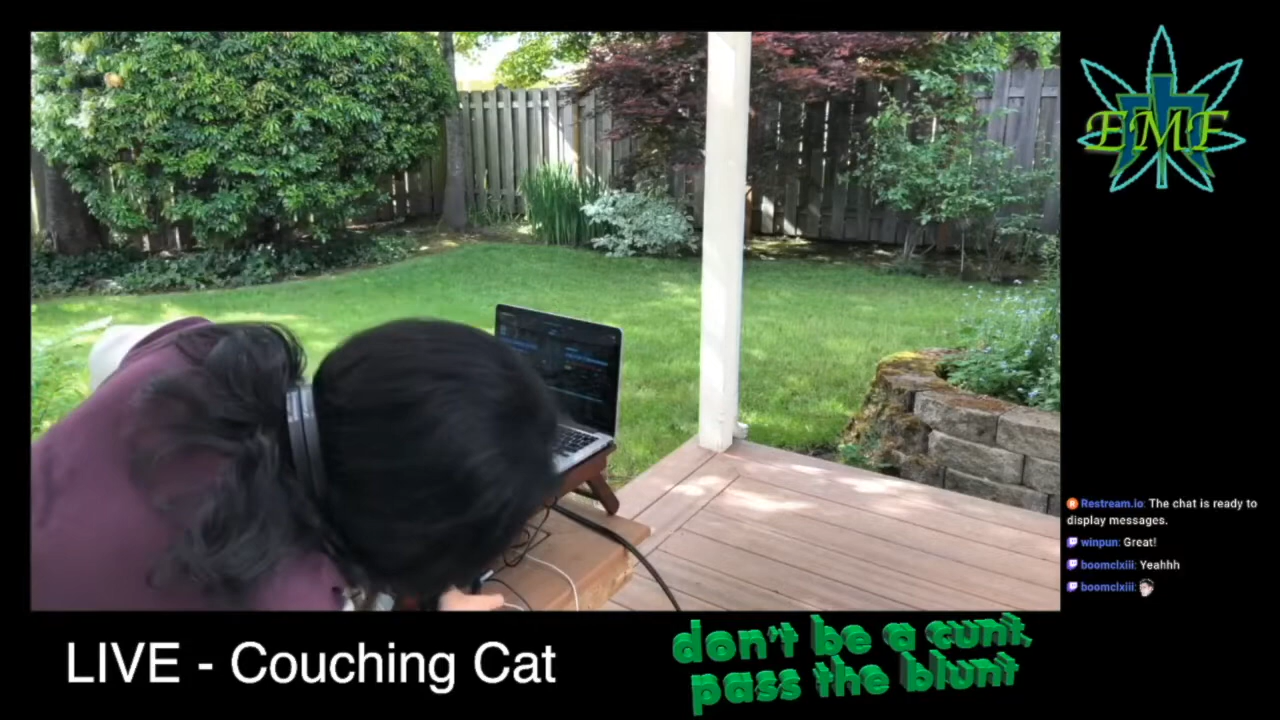 EMF
Restream.io: The chat is ready to
display messages.
winpun: Great!
boomclxiii: Yeahhh
boomclxiii:
LIVE - Couching Cat
don't be a cunt,
pass the blunt